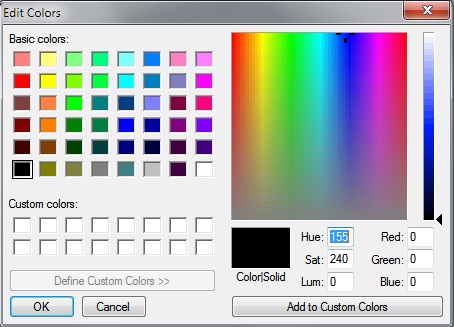 Edit Colors
Basic colors:
Custom colors:
Define Custom Colors >>
OK
Cancel
Color|Solid
Hue: 155
Sat: 240
Lum: 0
Red: 0
Green: 0
Blue: 0
Add to Custom Colors